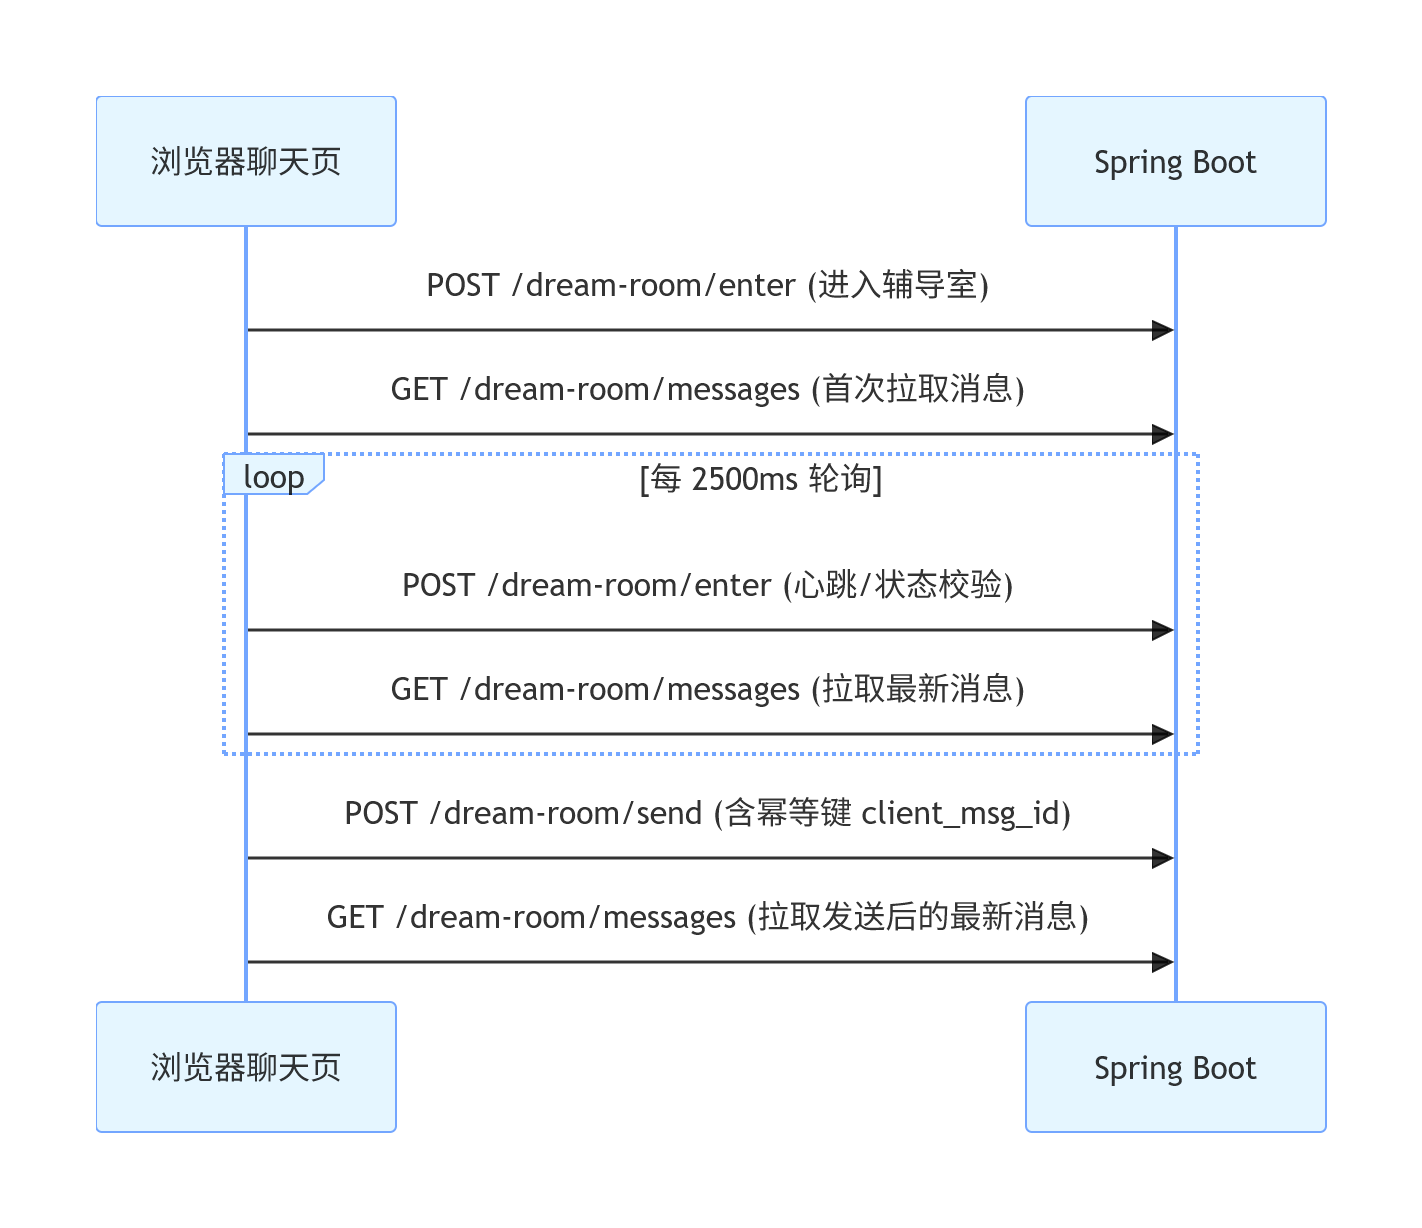 浏览器聊天页
Spring Boot
POST /dream-room/enter (进入辅导室)
GET /dream-room/messages (首次拉取消息)
loop
[每 2500ms 轮询]
POST /dream-room/enter (心跳/状态校验)
GET /dream-room/messages (拉取最新消息)
POST /dream-room/send (含幂等键 client_msg_id)
GET /dream-room/messages (拉取发送后的最新消息)
浏览器聊天页
Spring Boot